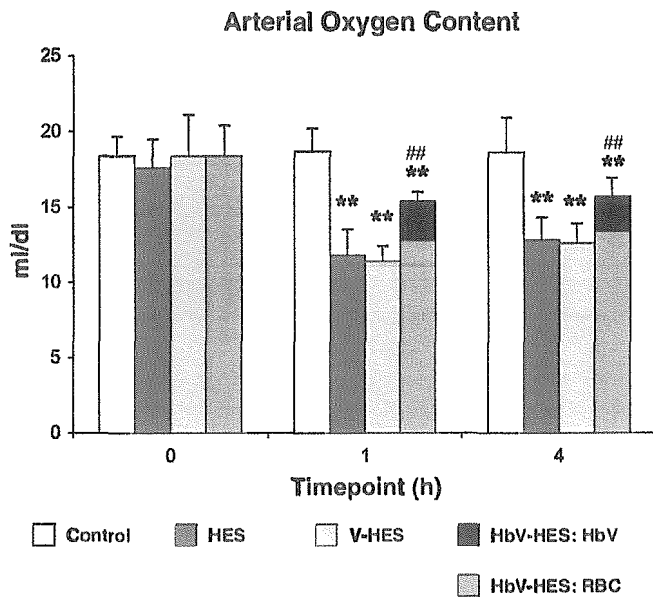 Arterial Oxygen Content
25
20
15
10
5
0
ml/dl
** ** ## **
** ** ## **
0 1 4
Timepoint (h)
Control HES V-HES HbV-HES: HbV
HbV-HES: RBC